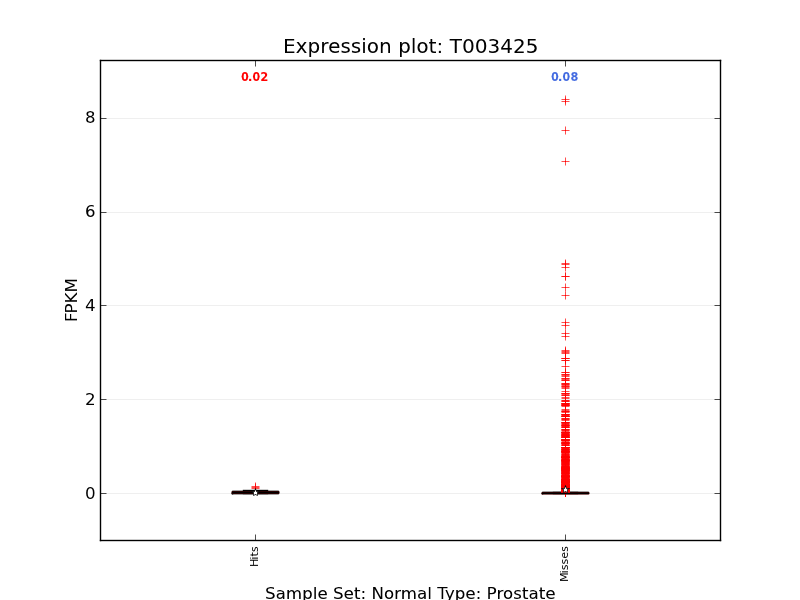 Expression plot: T003425
0.02
0.08
8
6
4
2
0
FPKM
Hits
Misses
Sample Set: Normal Type: Prostate